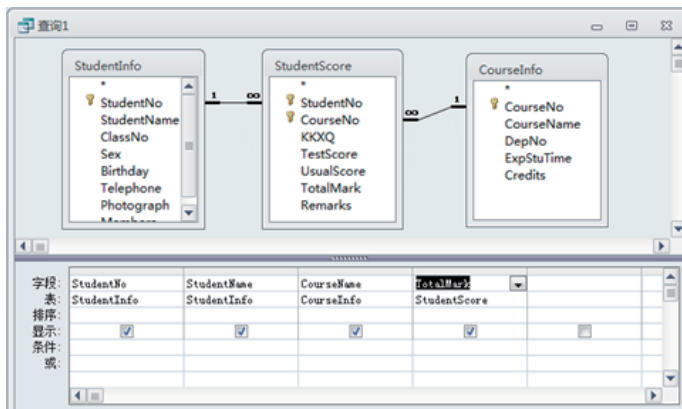 查询1
StudentInfo
*
StudentNo
StudentName
ClassNo
Sex
Birthday
Telephone
Photograph
1
∞
StudentScore
*
StudentNo
CourseNo
KKXQ
TestScore
UsualScore
TotalMark
Remarks
∞
1
CourseInfo
*
CourseNo
CourseName
DepNo
ExpStuTime
Credits
字段: StudentNo StudentName CourseName TotalMark
表: StudentInfo StudentInfo CourseInfo StudentScore
排序:
显示:
条件:
或: